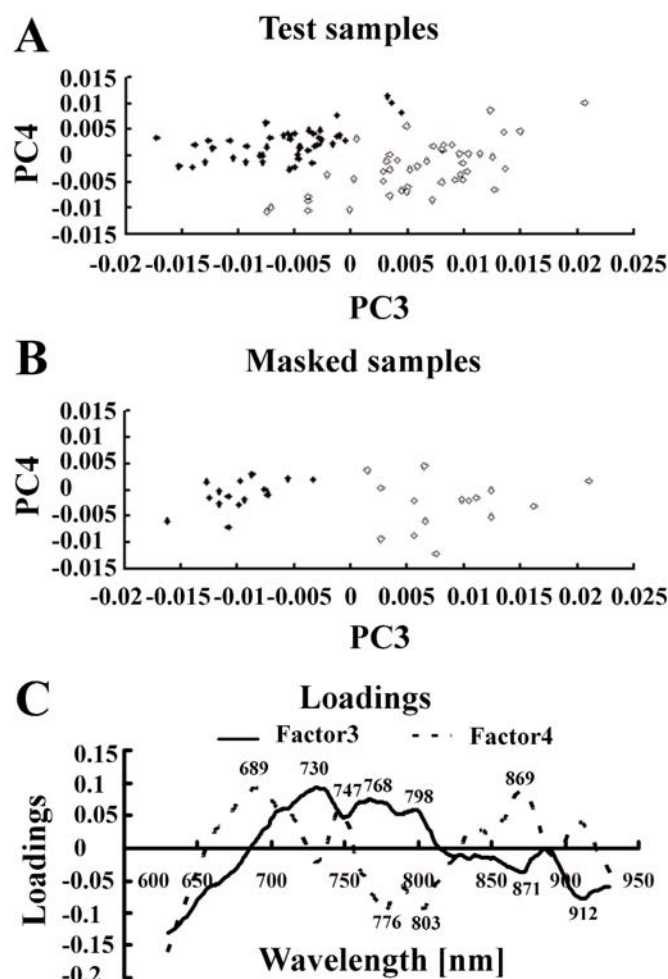 A
Test samples
0.015
0.01
0.005
0
-0.005
-0.01
-0.015
PC4
-0.02 -0.015 -0.01 -0.005 0 0.005 0.01 0.015 0.02 0.025
PC3
B
Masked samples
0.015
0.01
0.005
0
-0.005
-0.01
-0.015
PC4
-0.02 -0.015 -0.01 -0.005 0 0.005 0.01 0.015 0.02 0.025
PC3
C
Loadings
Factor3 Factor4
0.15
0.1
0.05
0
-0.05
-0.1
-0.15
-0.2
Loadings
689 730 747 768 798 869
600 650 700 750 800 850 900 950
776 803 871 912
Wavelength [nm]